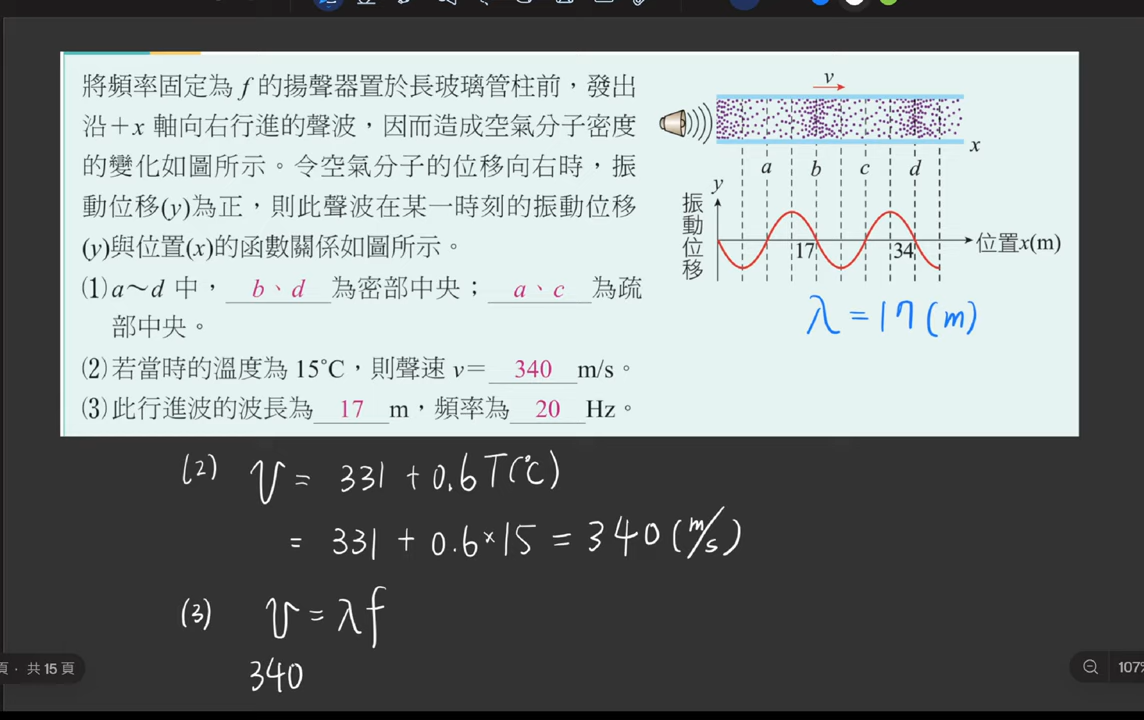 將頻率固定為 f 的揚聲器置於長玻璃管柱前，發出
沿＋x 軸向右行進的聲波，因而造成空氣分子密度
的變化如圖所示。令空氣分子的位移向右時，振
動位移(y)為正，則此聲波在某一時刻的振動位移
(y)與位置(x)的函數關係如圖所示。
(1)a～d 中， b、d 為密部中央； a、c 為疏
部中央。
(2)若當時的溫度為 15℃，則聲速 v＝ 340 m/s。
(3)此行進波的波長為 17 m，頻率為 20 Hz。
v
x
a b c d
y
振動位移
17 34
位置x(m)
λ = 17 (m)
(2) v = 331 + 0.6T(℃)
= 331 + 0.6×15 = 340 (m/s)
(3) v = λf
340
頁 · 共 15 頁
107%